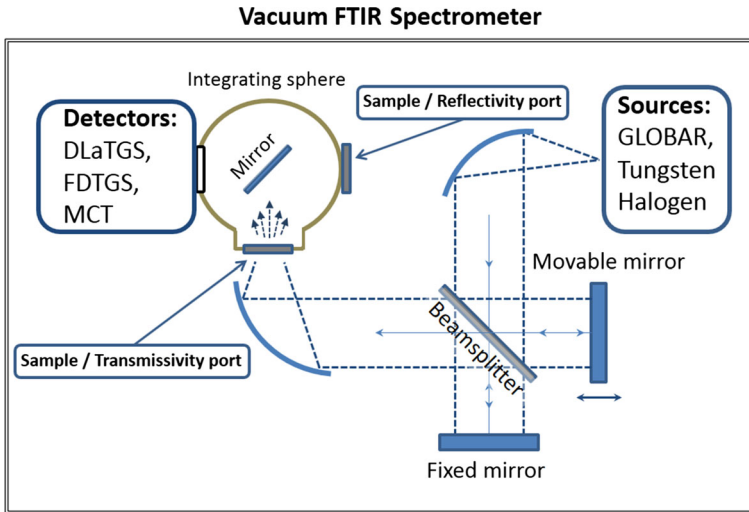 Vacuum FTIR Spectrometer
Integrating sphere
Detectors:
DLaTGS,
FDTGS,
MCT
Mirror
Sample / Reflectivity port
Sources:
GLOBAR,
Tungsten
Halogen
Movable mirror
Beamsplitter
Sample / Transmissivity port
Fixed mirror